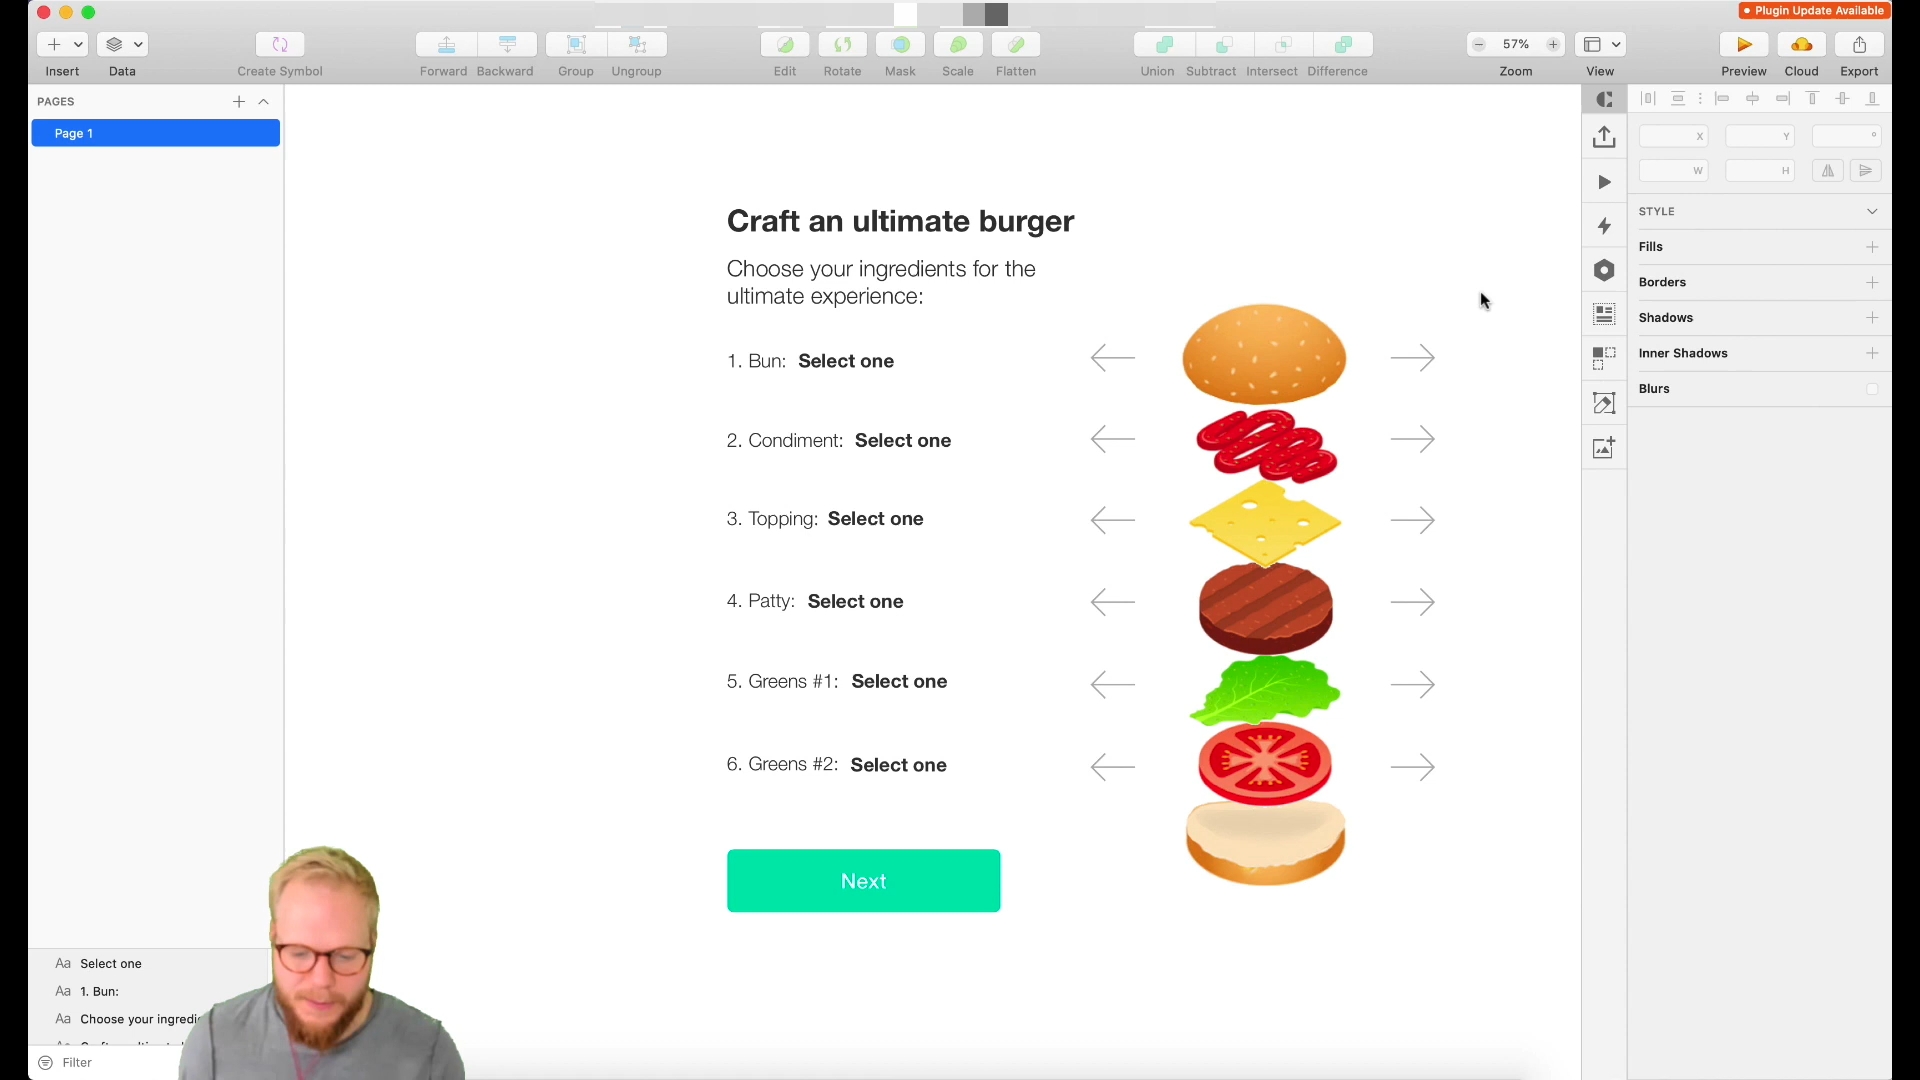 Plugin Update Available
Insert
Data
Create Symbol
Forward
Backward
Group
Ungroup
Edit
Rotate
Mask
Scale
Flatten
Union
Subtract
Intersect
Difference
57%
Zoom
View
Preview
Cloud
Export
PAGES
Page 1
X
Y
°
W
H
STYLE
Fills
Borders
Shadows
Inner Shadows
Blurs
Craft an ultimate burger
Choose your ingredients for the
ultimate experience:
1. Bun: Select one
2. Condiment: Select one
3. Topping: Select one
4. Patty: Select one
5. Greens #1: Select one
6. Greens #2: Select one
Next
Aa Select one
Aa 1. Bun:
Aa Choose your
Filter